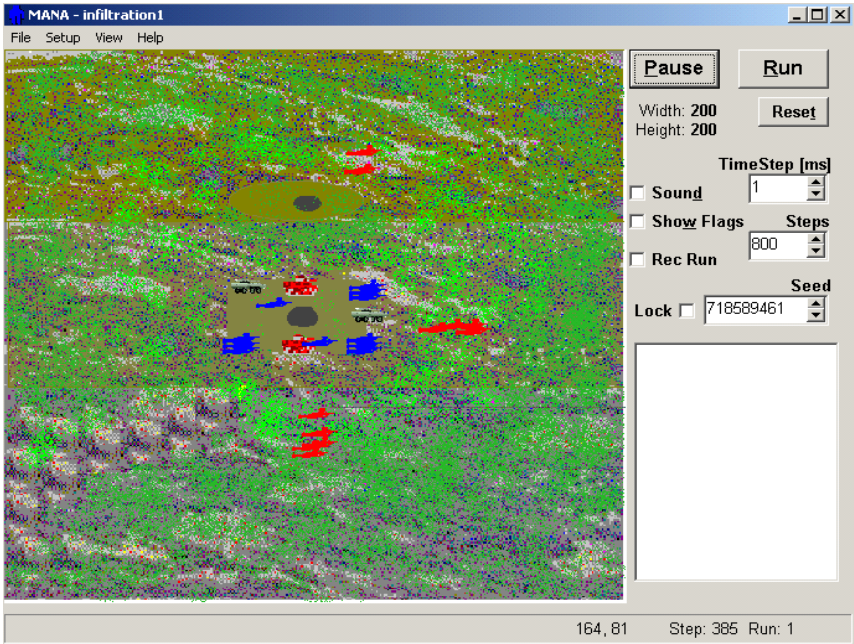 MANA - infiltration1
File Setup View Help
Pause Run
Width: 200
Height: 200
Reset
TimeStep [ms]
1
Sound
Show Flags
Steps
800
Rec Run
Seed
Lock
718589461
164, 81 Step: 385 Run: 1